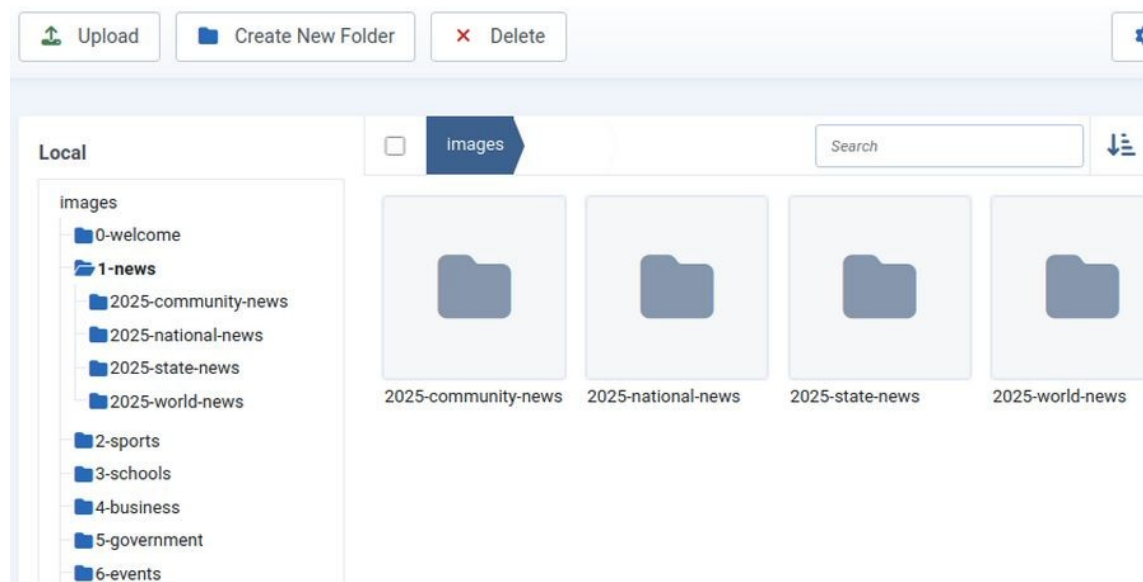 Upload
Create New Folder
Delete
Local
images
0-welcome
1-news
2025-community-news
2025-national-news
2025-state-news
2025-world-news
2-sports
3-schools
4-business
5-government
6-events
images
Search
2025-community-news
2025-national-news
2025-state-news
2025-world-news